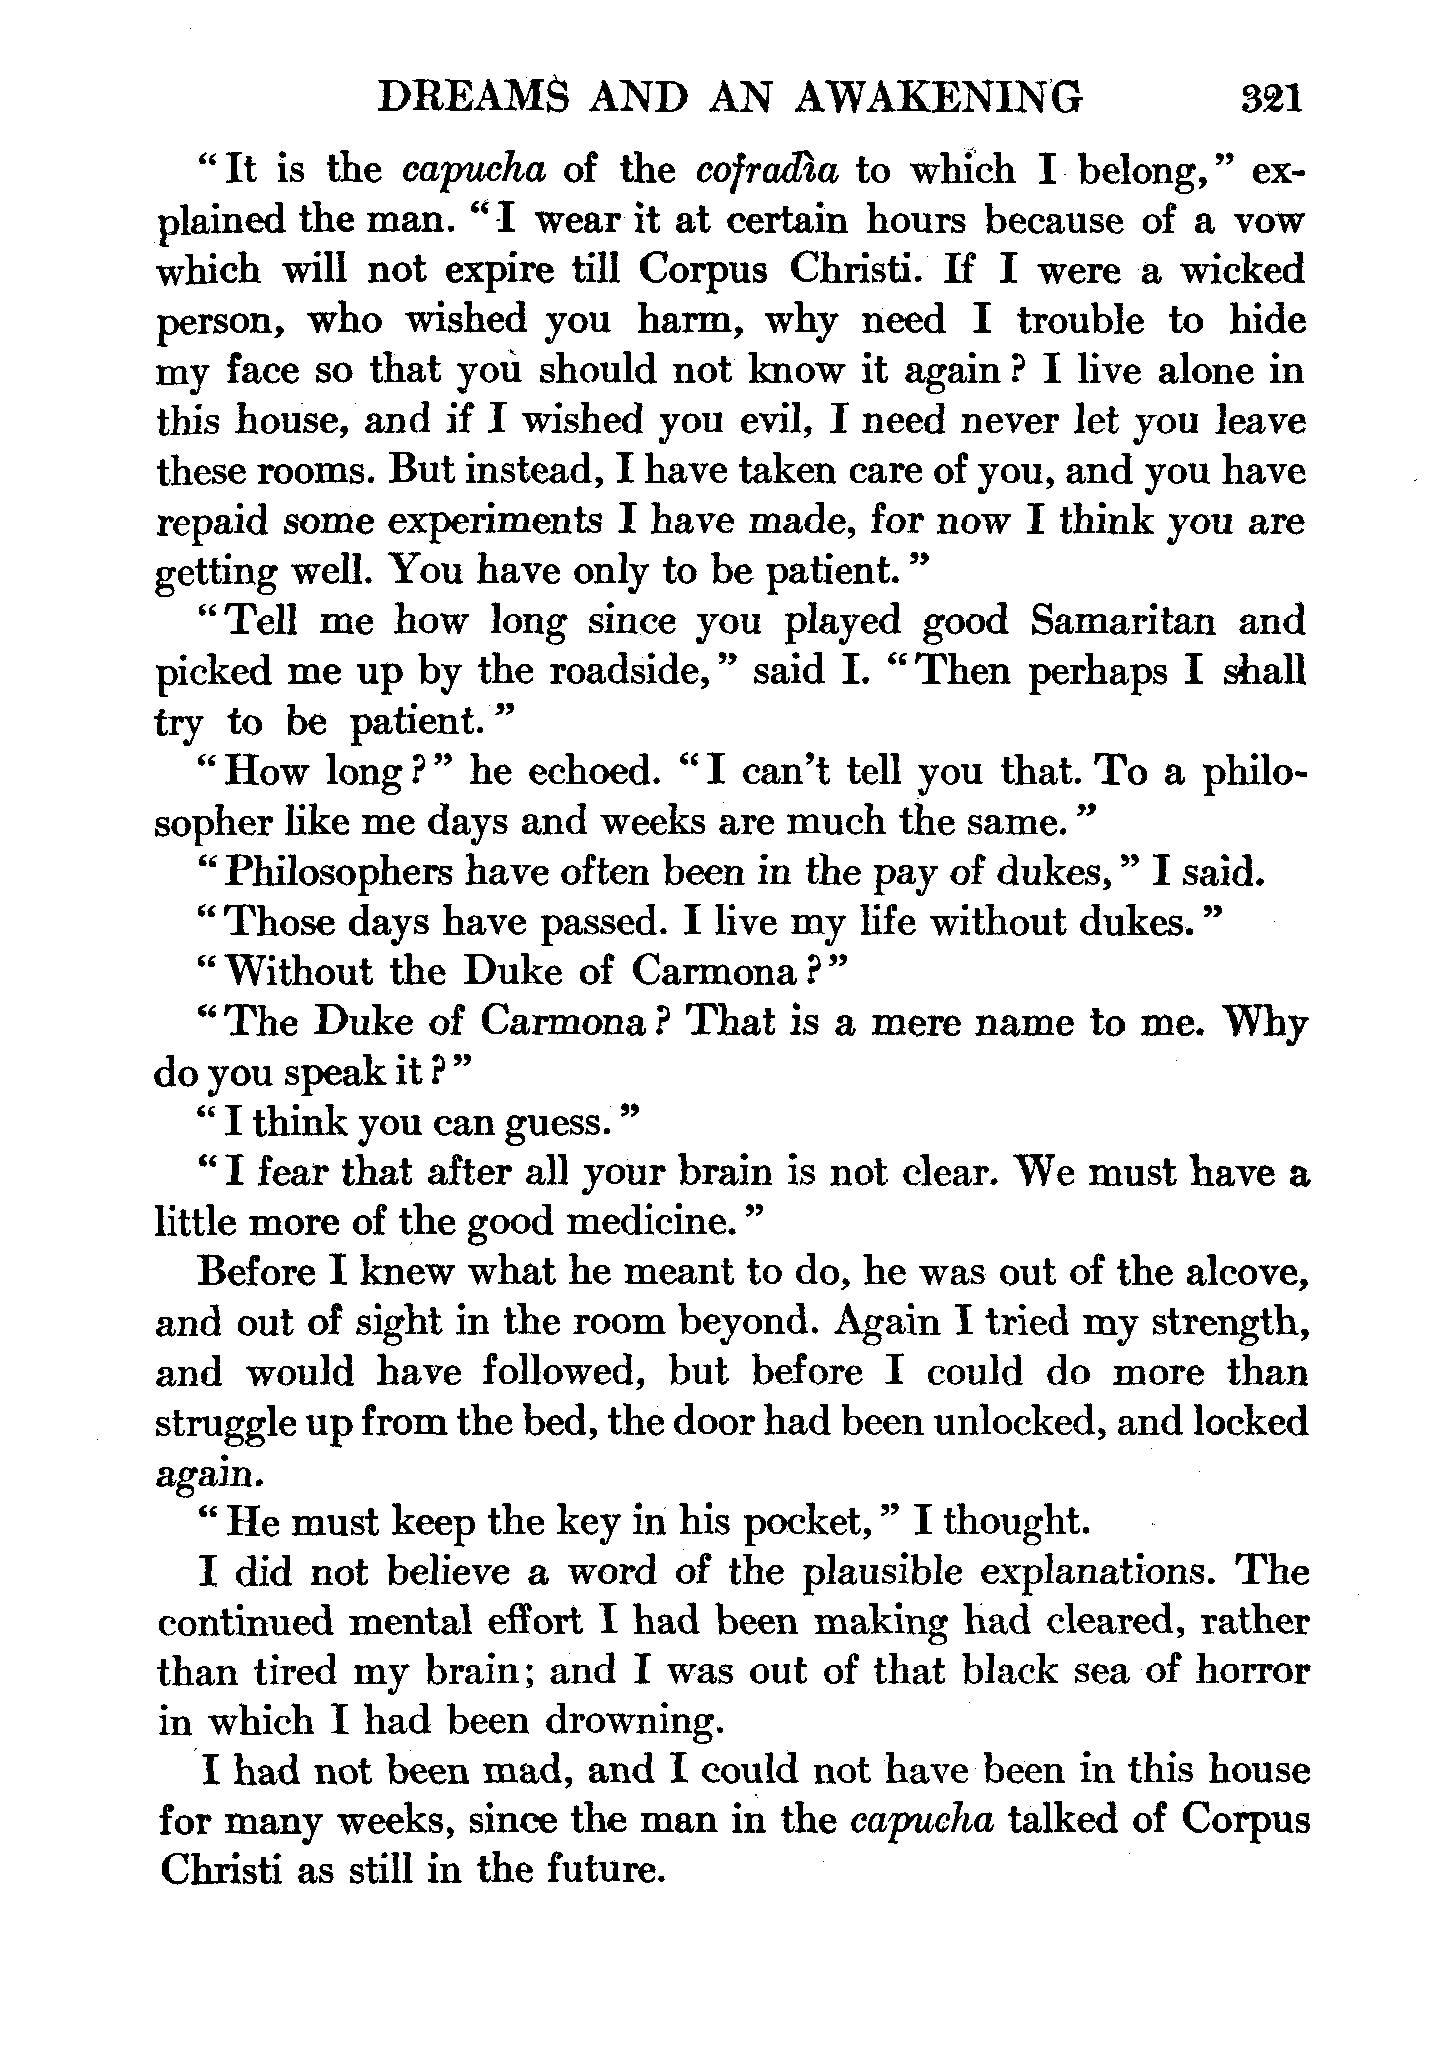 DREAMS AND AN AWAKENING 321
"It is the capucha of the cofradìa to which I belong," ex-
plained the man. "I wear it at certain hours because of a vow
which will not expire till Corpus Christi. If I were a wicked
person, who wished you harm, why need I trouble to hide
my face so that you should not know it again? I live alone in
this house, and if I wished you evil, I need never let you leave
these rooms. But instead, I have taken care of you, and you have
repaid some experiments I have made, for now I think you are
getting well. You have only to be patient."
"Tell me how long since you played good Samaritan and
picked me up by the roadside," said I. "Then perhaps I shall
try to be patient."
"How long?" he echoed. "I can't tell you that. To a philo-
sopher like me days and weeks are much the same."
"Philosophers have often been in the pay of dukes," I said.
"Those days have passed. I live my life without dukes."
"Without the Duke of Carmona?"
"The Duke of Carmona? That is a mere name to me. Why
do you speak it?"
"I think you can guess."
"I fear that after all your brain is not clear. We must have a
little more of the good medicine."
Before I knew what he meant to do, he was out of the alcove,
and out of sight in the room beyond. Again I tried my strength,
and would have followed, but before I could do more than
struggle up from the bed, the door had been unlocked, and locked
again.
"He must keep the key in his pocket," I thought.
I did not believe a word of the plausible explanations. The
continued mental effort I had been making had cleared, rather
than tired my brain; and I was out of that black sea of horror
in which I had been drowning.
I had not been mad, and I could not have been in this house
for many weeks, since the man in the capucha talked of Corpus
Christi as still in the future.